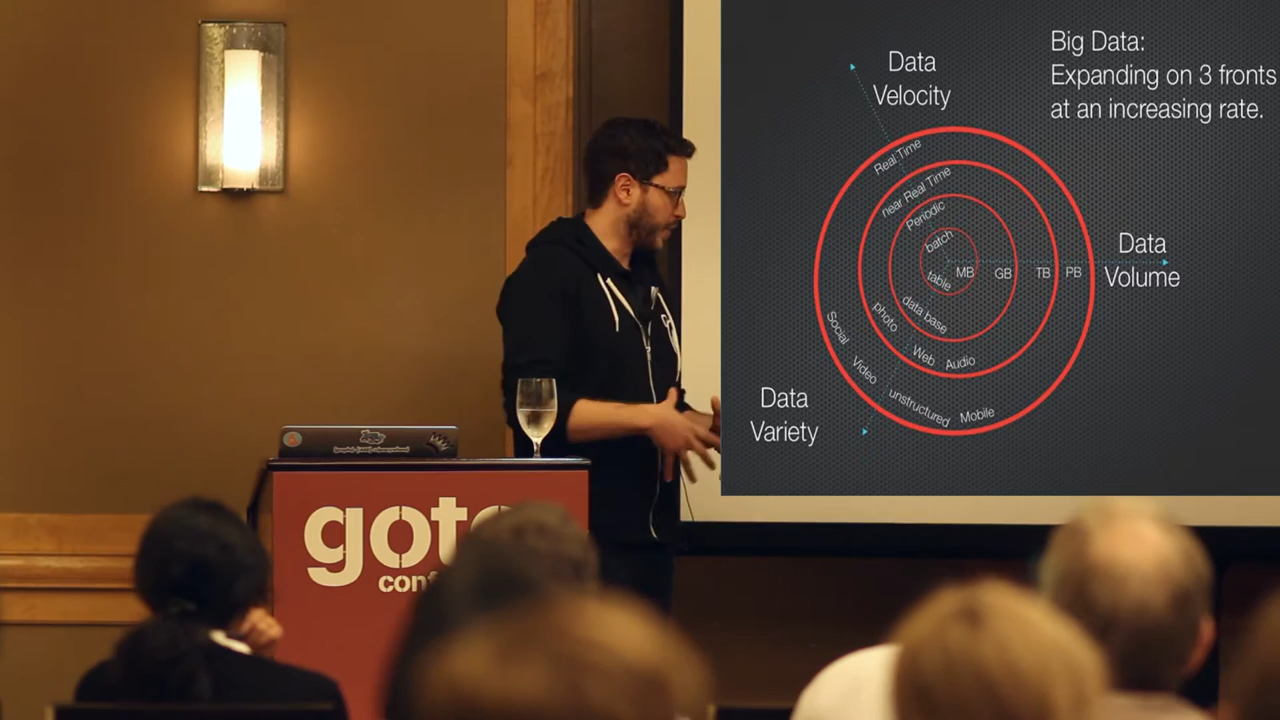 Big Data:
Expanding on 3 fronts
at an increasing rate.
Data
Velocity
Real Time
near Real Time
Periodic
batch
table
MB
GB
TB
PB
Data
Volume
data base
photo
Web
Audio
Social
Video
unstructured
Mobile
Data
Variety
goto
conf